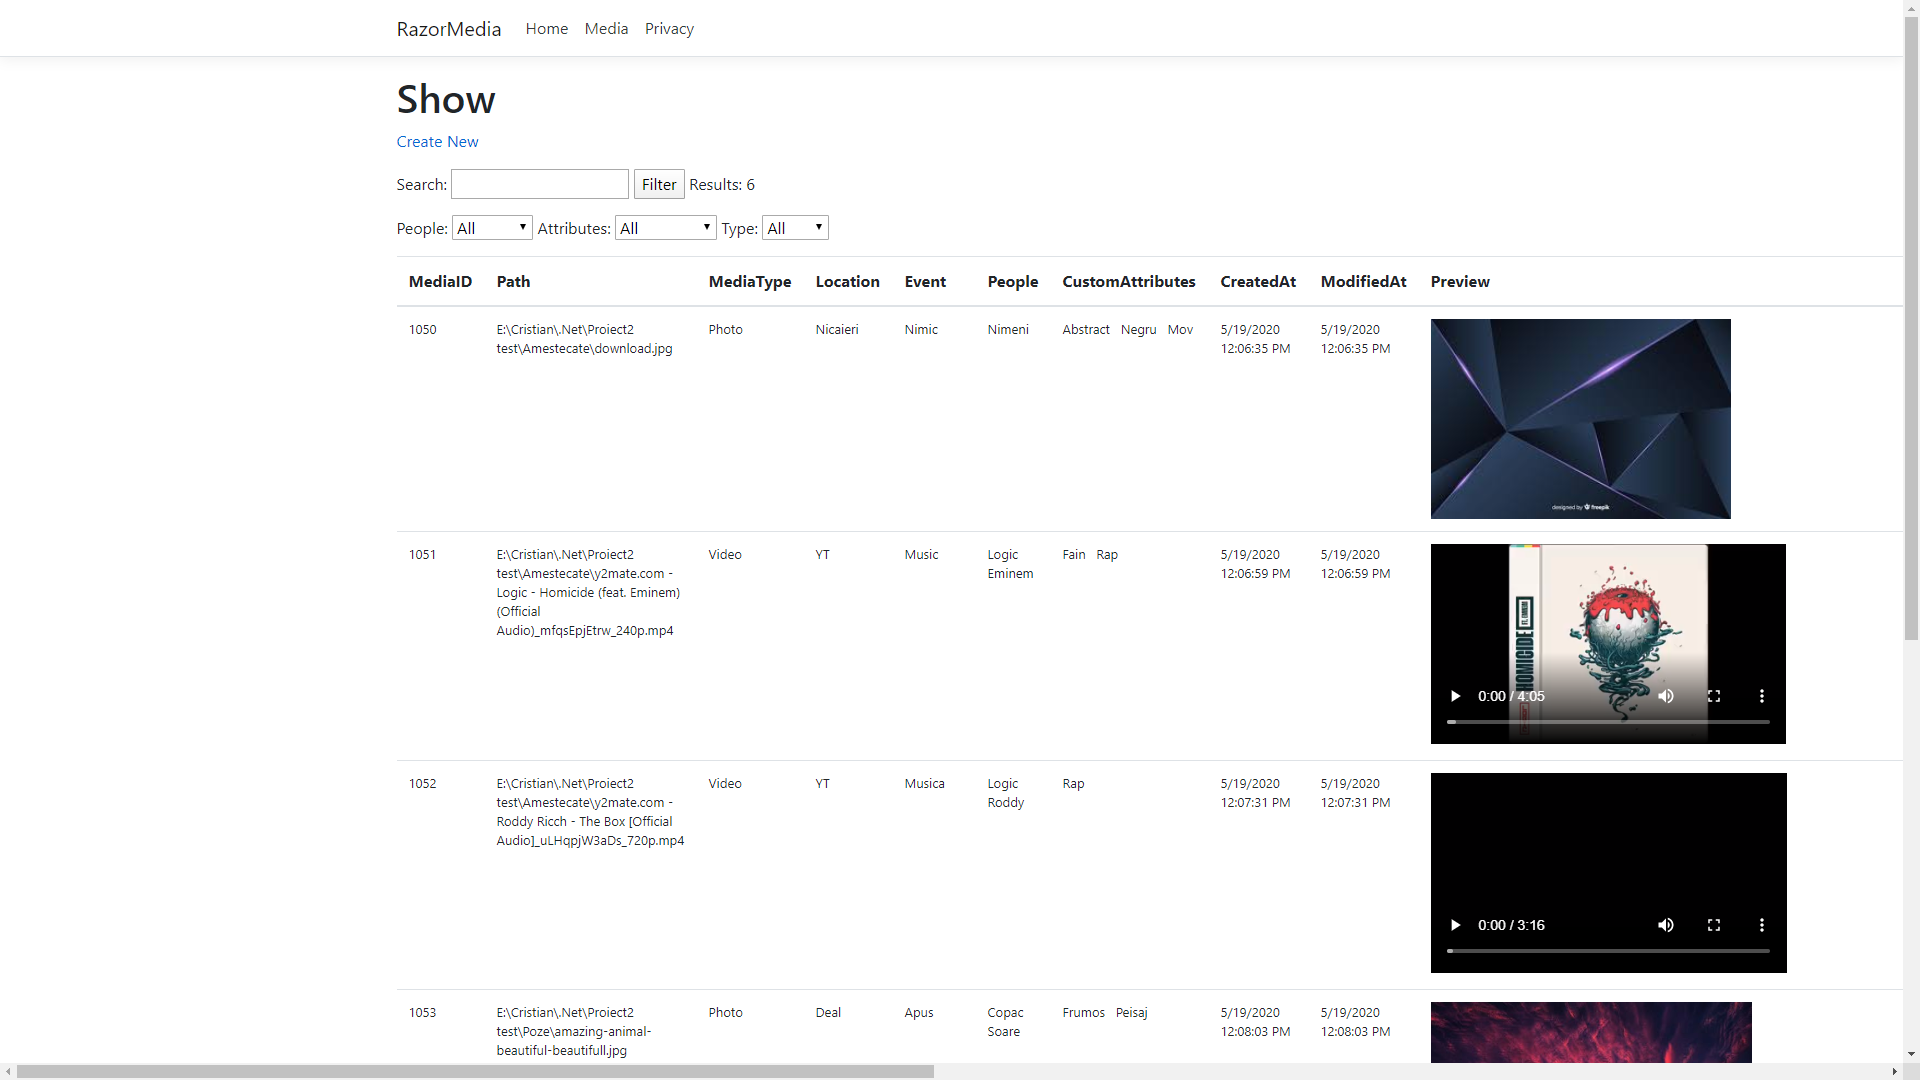 RazorMedia Home Media Privacy
Show
Create New
Search: Filter Results: 6
People: All Attributes: All Type: All
MediaID Path MediaType Location Event People CustomAttributes CreatedAt ModifiedAt Preview
1050 E:\Cristian\.Net\Proiect2 Photo Nicaieri Nimic Nimeni Abstract Negru Mov 5/19/2020 5/19/2020
test\Amestecate\download.jpg 12:06:35 PM 12:06:35 PM
designed by freepik
1051 E:\Cristian\.Net\Proiect2 Video YT Music Logic Fain Rap 5/19/2020 5/19/2020
test\Amestecate\y2mate.com - Eminem 12:06:59 PM 12:06:59 PM
Logic - Homicide (feat. Eminem)
(Official
Audio)_mfqsEpjEtrw_240p.mp4
HOMICIDE
0:00 / 4:05
1052 E:\Cristian\.Net\Proiect2 Video YT Musica Logic Rap 5/19/2020 5/19/2020
test\Amestecate\y2mate.com - Roddy 12:07:31 PM 12:07:31 PM
Roddy Ricch - The Box [Official
Audio]_uLHqpjW3aDs_720p.mp4
0:00 / 3:16
1053 E:\Cristian\.Net\Proiect2 Photo Deal Apus Copac Frumos Peisaj 5/19/2020 5/19/2020
test\Poze\amazing-animal- Soare 12:08:03 PM 12:08:03 PM
beautiful-beautifull.jpg